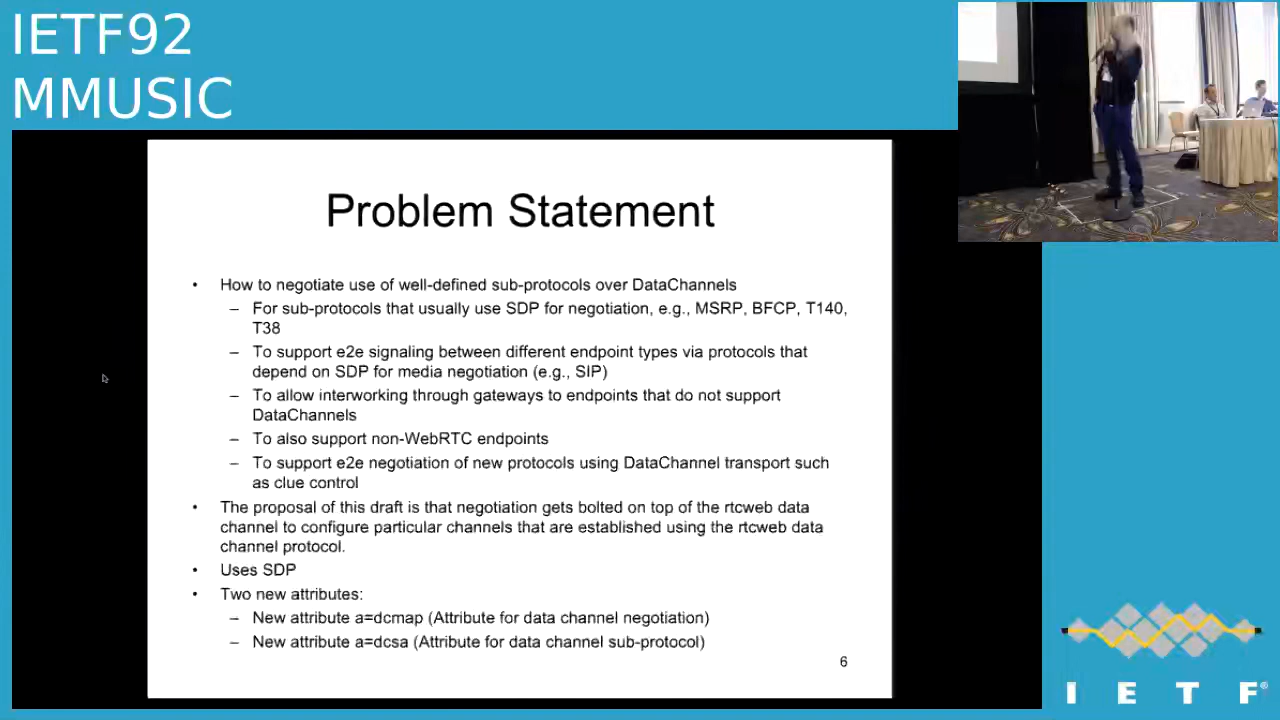 IETF92
MMUSIC
Problem Statement
• How to negotiate use of well-defined sub-protocols over DataChannels
– For sub-protocols that usually use SDP for negotiation, e.g., MSRP, BFCP, T140,
T38
– To support e2e signaling between different endpoint types via protocols that
depend on SDP for media negotiation (e.g., SIP)
– To allow interworking through gateways to endpoints that do not support
DataChannels
– To also support non-WebRTC endpoints
– To support e2e negotiation of new protocols using DataChannel transport such
as clue control
• The proposal of this draft is that negotiation gets bolted on top of the rtcweb data
channel to configure particular channels that are established using the rtcweb data
channel protocol.
• Uses SDP
• Two new attributes:
– New attribute a=dcmap (Attribute for data channel negotiation)
– New attribute a=dcsa (Attribute for data channel sub-protocol)
6
I E T F®